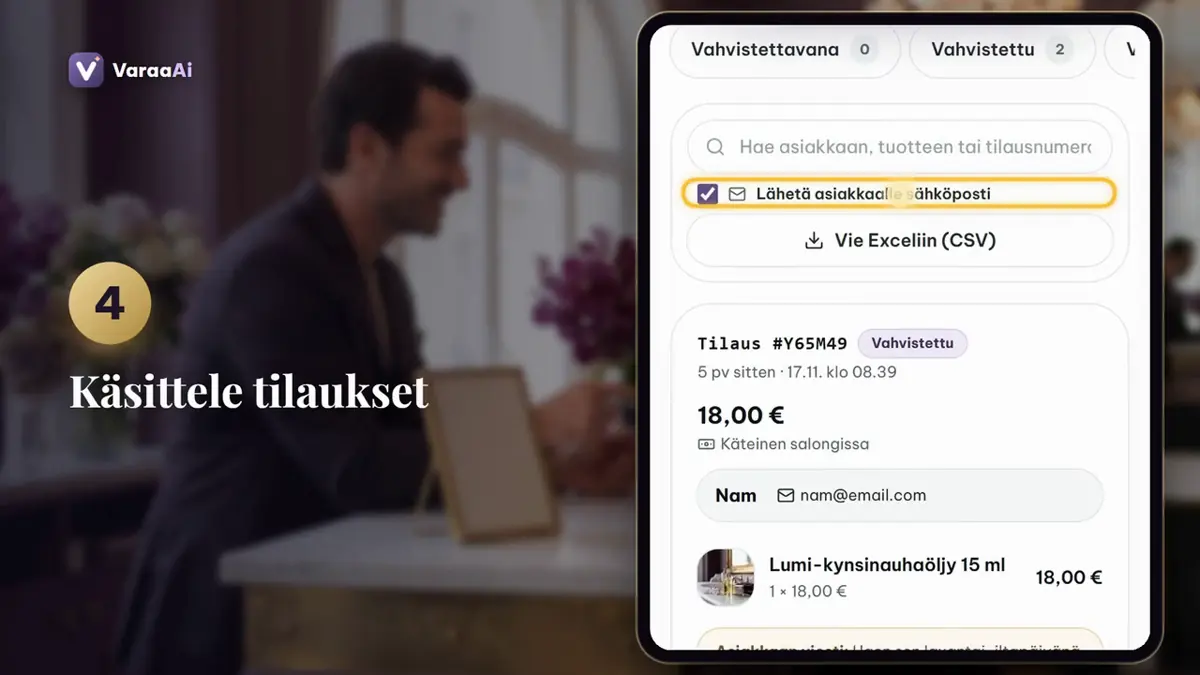 VaraaAi
4
Käsittele tilaukset
Vahvistettavana 0
Vahvistettu 2
Hae asiakkaan, tuotteen tai tilausnumero
Lähetä asiakkaalle sähköposti
Vie Exceliin (CSV)
Tilaus #Y65M49 Vahvistettu
5 pv sitten · 17.11. klo 08.39
18,00 €
Käteinen salongissa
Nam nam@email.com
Lumi-kynsinauhaöljy 15 ml
1 × 18,00 €
18,00 €